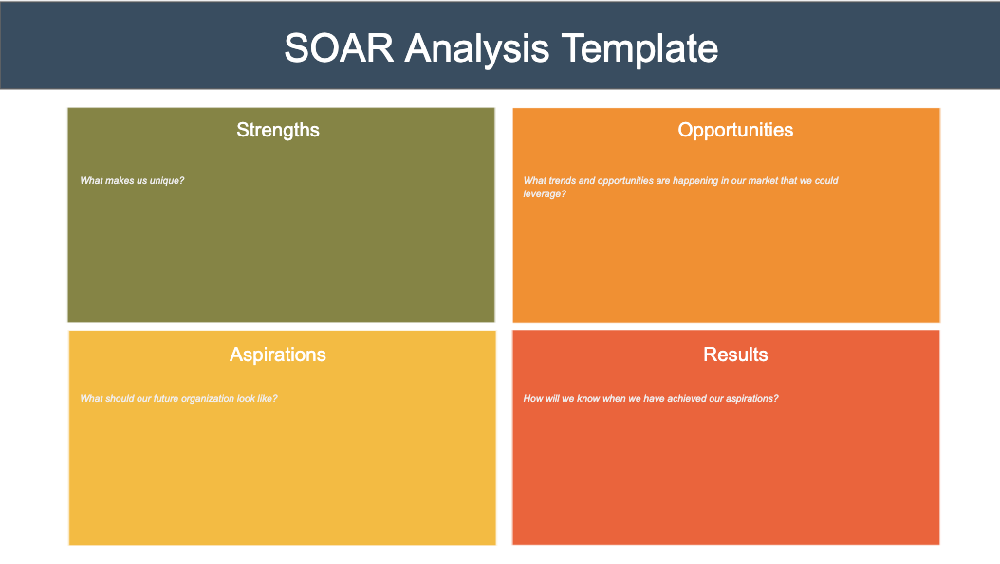 SOAR Analysis Template
Strengths
What makes us unique?
Opportunities
What trends and opportunities are happening in our market that we could
leverage?
Aspirations
What should our future organization look like?
Results
How will we know when we have achieved our aspirations?